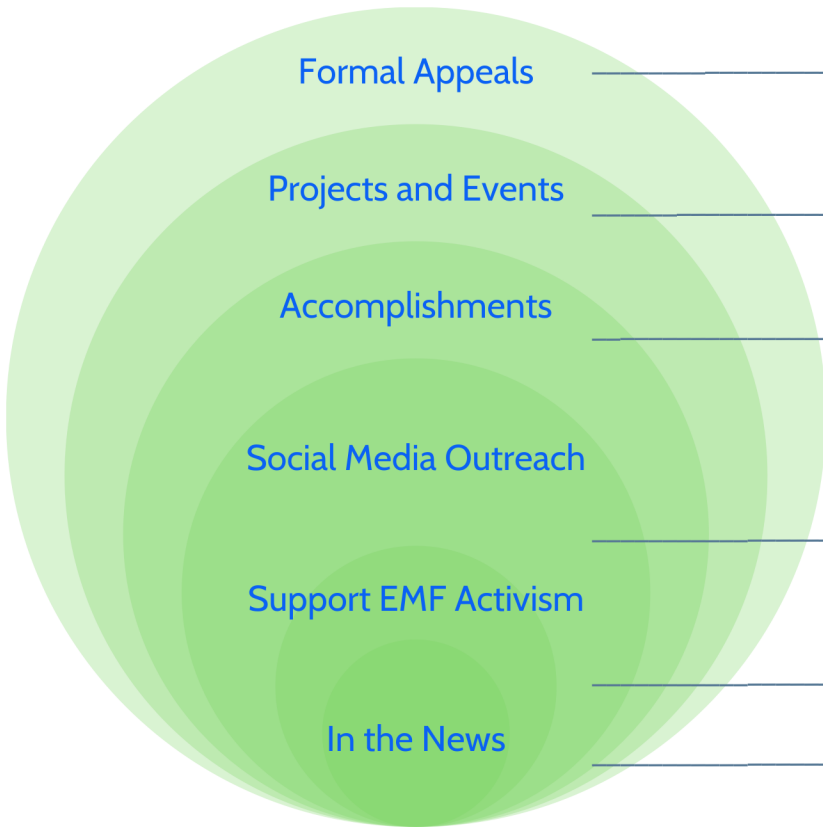 Formal Appeals
Projects and Events
Accomplishments
Social Media Outreach
Support EMF Activism
In the News